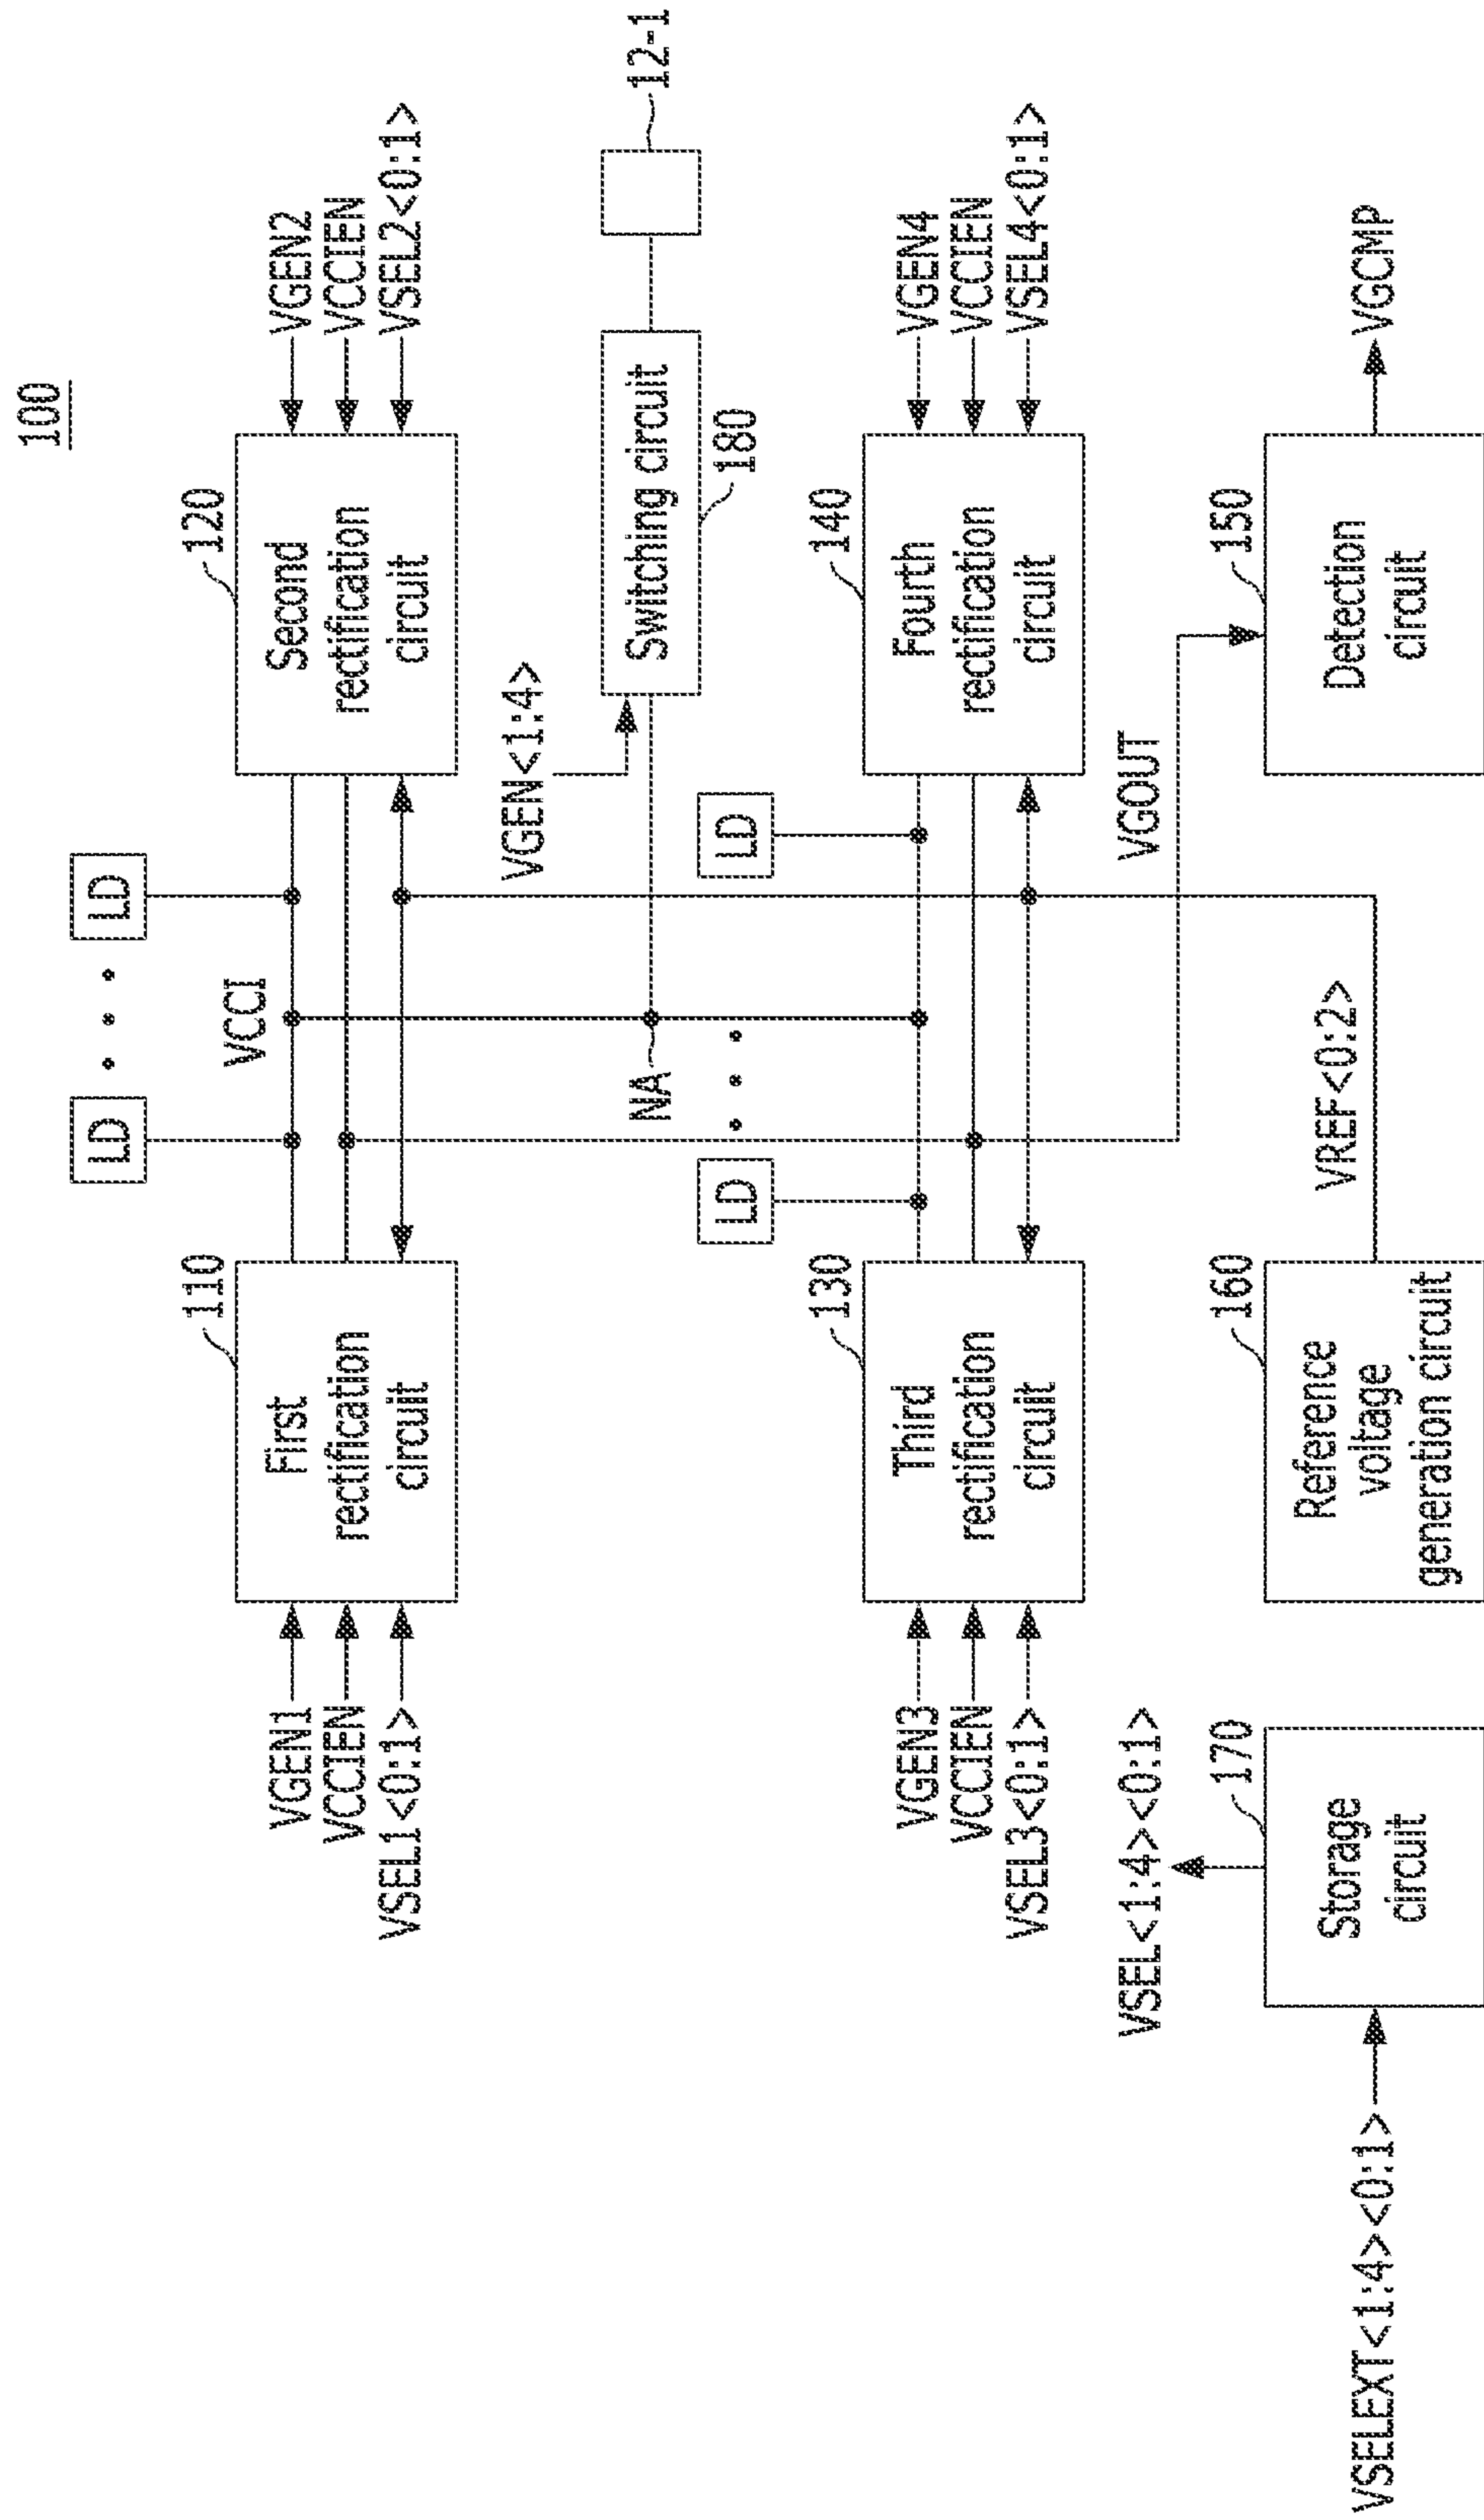 100
LD
LD
VCCI
110
First
rectification
circuit
120
Second
rectification
circuit
VGEN1
VCCIEN
VSEL1<0:1>
VGEN2
VCCIEN
VSEL2<0:1>
VGEN<1:4>
NA
Switching circuit
180
12-1
LD
LD
130
Third
rectification
circuit
140
Fourth
rectification
circuit
VGEN3
VCCIEN
VSEL3<0:1>
VGEN4
VCCIEN
VSEL4<0:1>
VSEL<1:4><0:1>
VGOUT
VSELEXT<1:4><0:1>
170
Storage
circuit
160
Reference
voltage
generation circuit
VREF<0:2>
150
Detection
circuit
VGCMP